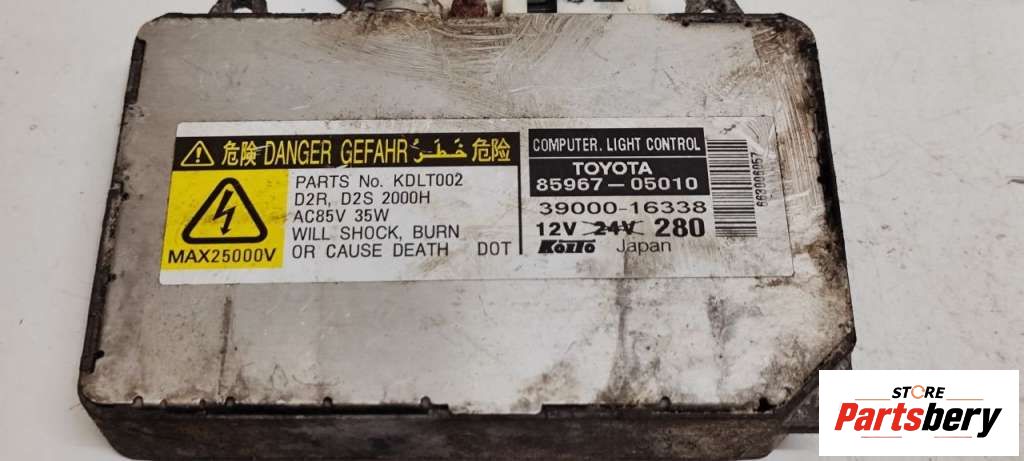 危険 DANGER GEFAHR خَطَرٌ 危险
PARTS No. KDLT002
D2R, D2S 2000H
AC85V 35W
WILL SHOCK, BURN
OR CAUSE DEATH DOT
MAX25000V
COMPUTER. LIGHT CONTROL
TOYOTA
85967-05010
39000-16338
12V 24V 280
KOITO Japan
STORE
Partsbery